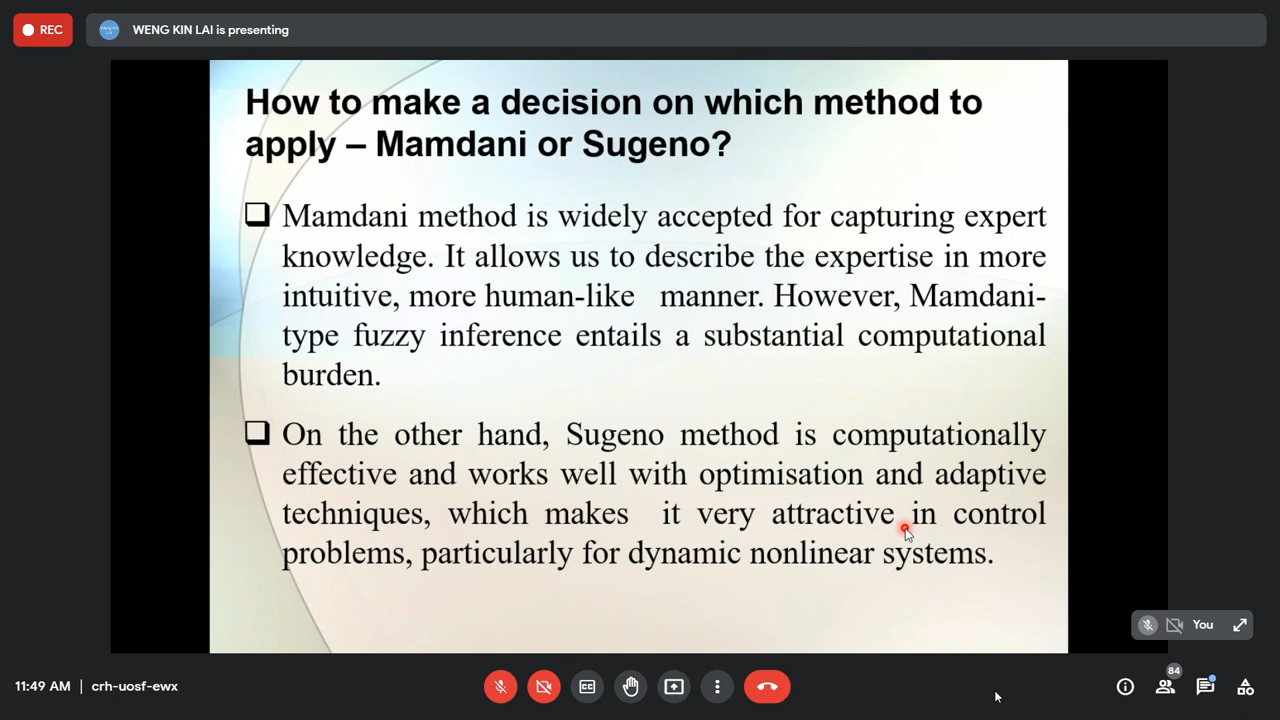 REC
WENG KIN LAI is presenting
How to make a decision on which method to
apply – Mamdani or Sugeno?
Mamdani method is widely accepted for capturing expert
knowledge. It allows us to describe the expertise in more
intuitive, more human-like manner. However, Mamdani-
type fuzzy inference entails a substantial computational
burden.
On the other hand, Sugeno method is computationally
effective and works well with optimisation and adaptive
techniques, which makes it very attractive in control
problems, particularly for dynamic nonlinear systems.
You
84
11:49 AM | crh-uosf-ewx